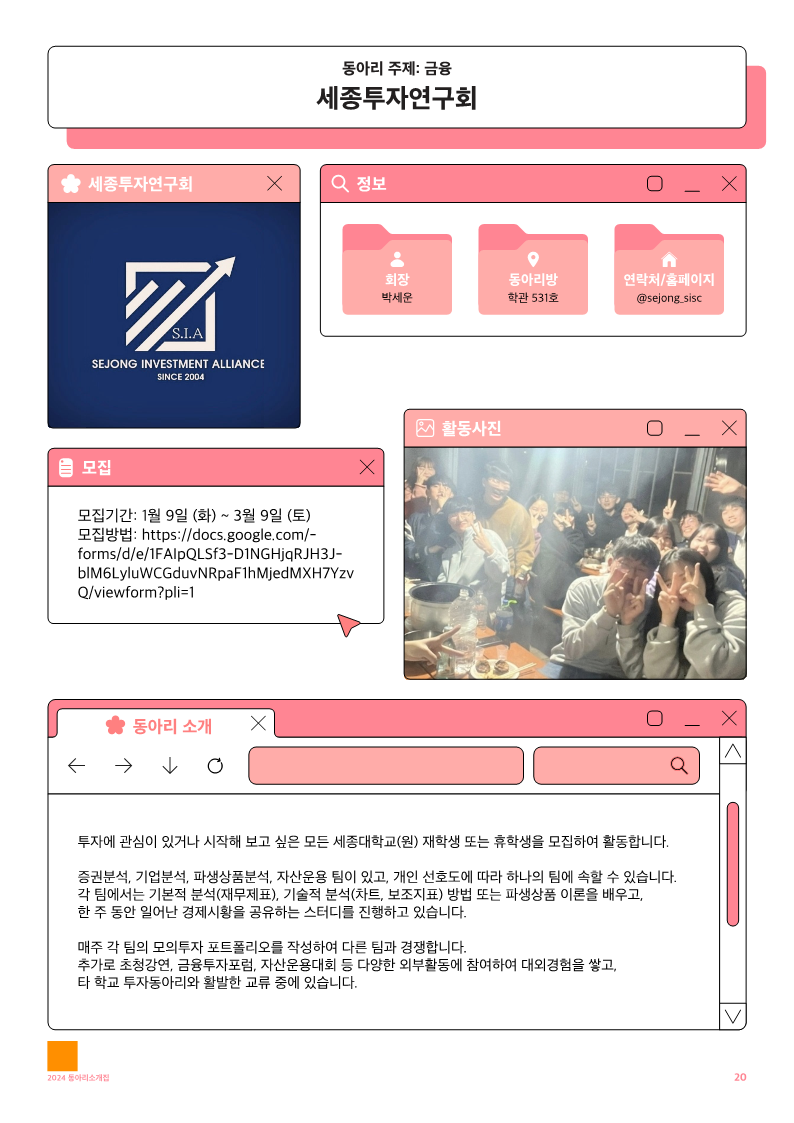 동아리 주제: 금융
세종투자연구회
세종투자연구회
S.I.A
SEJONG INVESTMENT ALLIANCE
SINCE 2004
정보
회장
박세운
동아리방
학관 531호
연락처/홈페이지
@sejong_sisc
활동사진
모집
모집기간: 1월 9일 (화) ~ 3월 9일 (토)
모집방법: https://docs.google.com/-
forms/d/e/1FAIpQLSf3-D1NGHjqRJH3J-
blM6LyluWCGduvNRpaF1hMjedMXH7Yzv
Q/viewform?pli=1
동아리 소개
투자에 관심이 있거나 시작해 보고 싶은 모든 세종대학교(원) 재학생 또는 휴학생을 모집하여 활동합니다.
증권분석, 기업분석, 파생상품분석, 자산운용 팀이 있고, 개인 선호도에 따라 하나의 팀에 속할 수 있습니다.
각 팀에서는 기본적 분석(재무제표), 기술적 분석(차트, 보조지표) 방법 또는 파생상품 이론을 배우고,
한 주 동안 일어난 경제시황을 공유하는 스터디를 진행하고 있습니다.
매주 각 팀의 모의투자 포트폴리오를 작성하여 다른 팀과 경쟁합니다.
추가로 초청강연, 금융투자포럼, 자산운용대회 등 다양한 외부활동에 참여하여 대외경험을 쌓고,
타 학교 투자동아리와 활발한 교류 중에 있습니다.
2024 동아리소개집
20